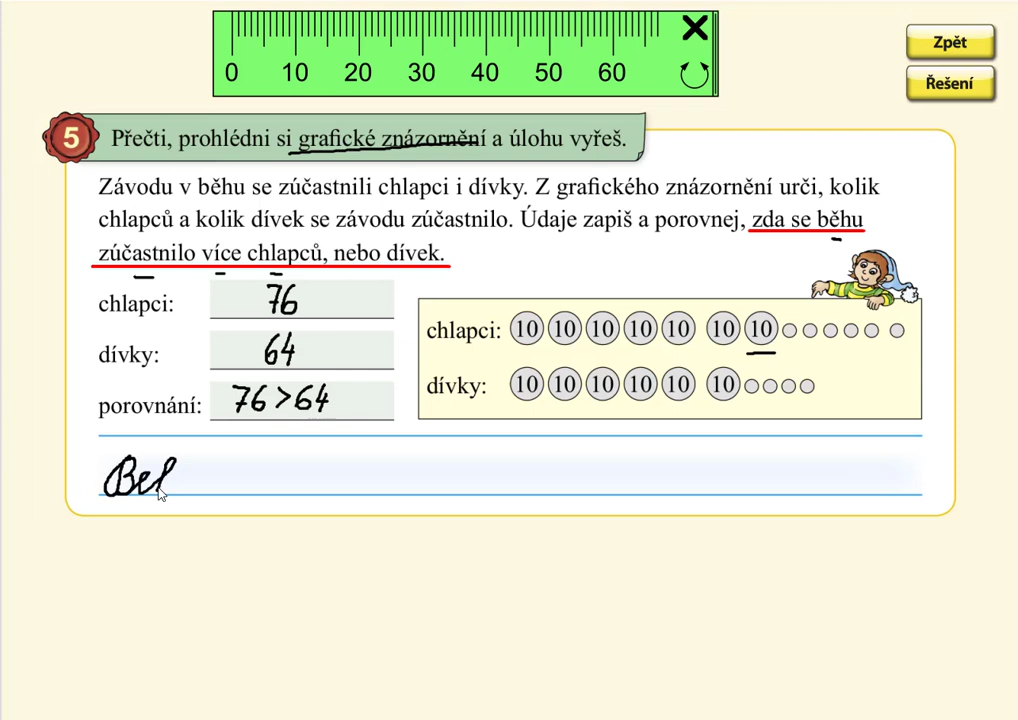 0 10 20 30 40 50 60
Zpět
Řešení
5 Přečti, prohlédni si grafické znázornění a úlohu vyřeš.
Závodu v běhu se zúčastnili chlapci i dívky. Z grafického znázornění urči, kolik
chlapců a kolik dívek se závodu zúčastnilo. Údaje zapiš a porovnej, zda se běhu
zúčastnilo více chlapců, nebo dívek.
chlapci: 76
dívky: 64
porovnání: 76>64
chlapci: 10 10 10 10 10 10 10
dívky: 10 10 10 10 10 10